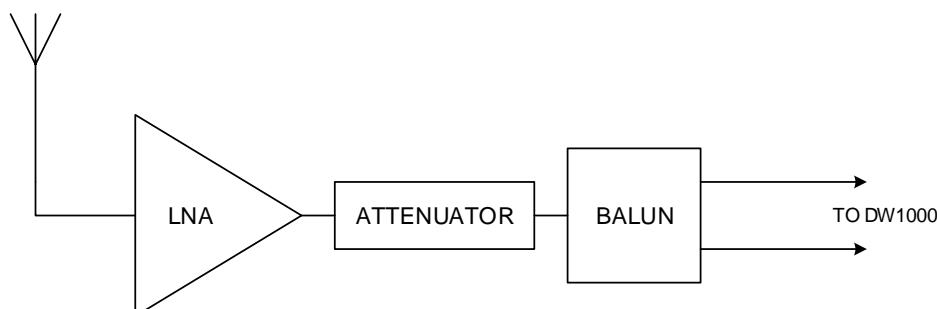 LNA
ATTENUATOR
BALUN
TO DW1000